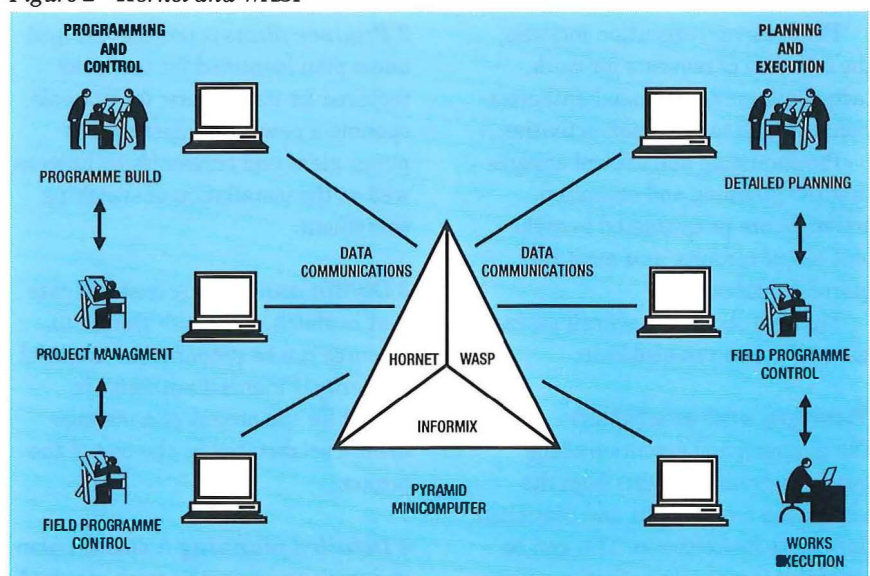 Figure 2 Hornet and WASP
PROGRAMMING
AND
CONTROL
PROGRAMME BUILD
PROJECT MANAGMENT
FIELD PROGRAMME
CONTROL
DATA
COMMUNICATIONS
DATA
COMMUNICATIONS
HORNET
WASP
INFORMIX
PYRAMID
MINICOMPUTER
PLANNING
AND
EXECUTION
DETAILED PLANNING
FIELD PROGRAMME
CONTROL
WORKS
EXECUTION